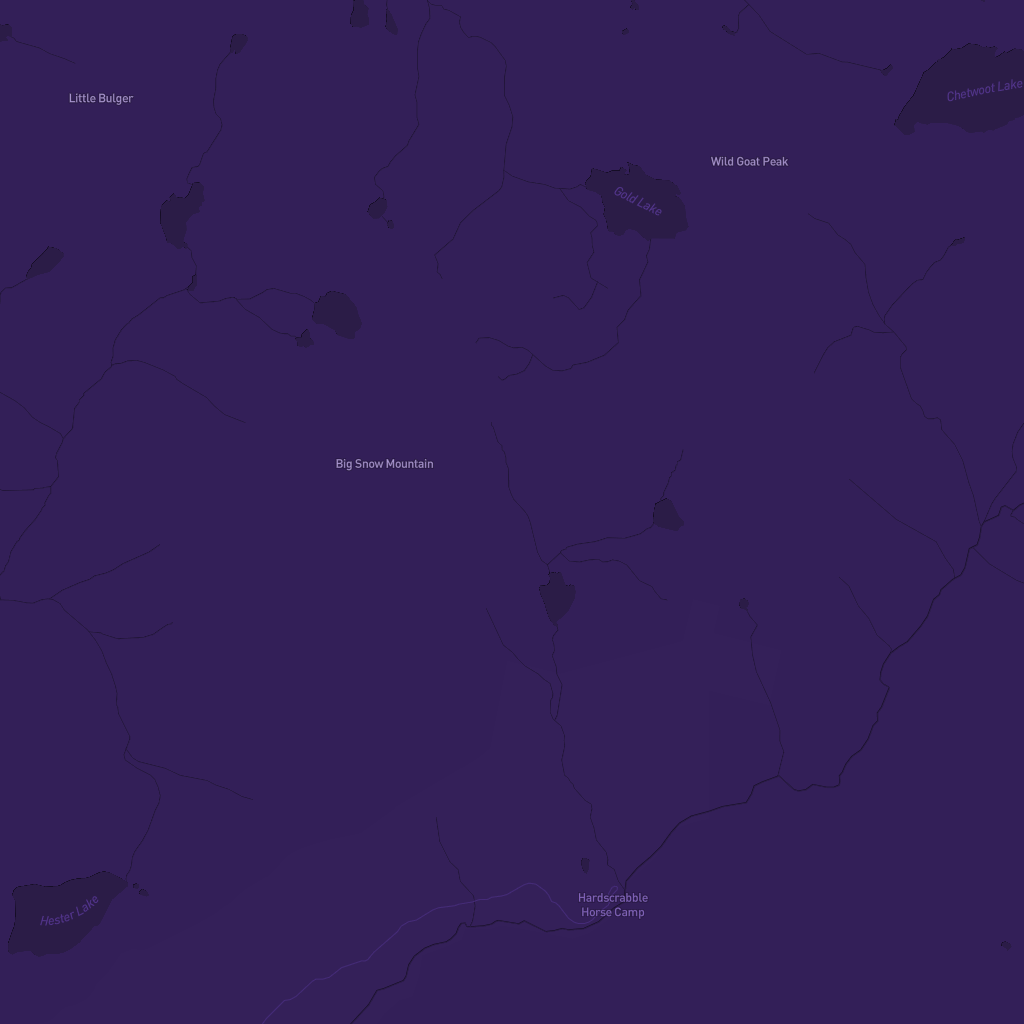 Chetwoot Lake
Little Bulger
Wild Goat Peak
Gold Lake
Big Snow Mountain
Hardscrabble
Horse Camp
Hester Lake